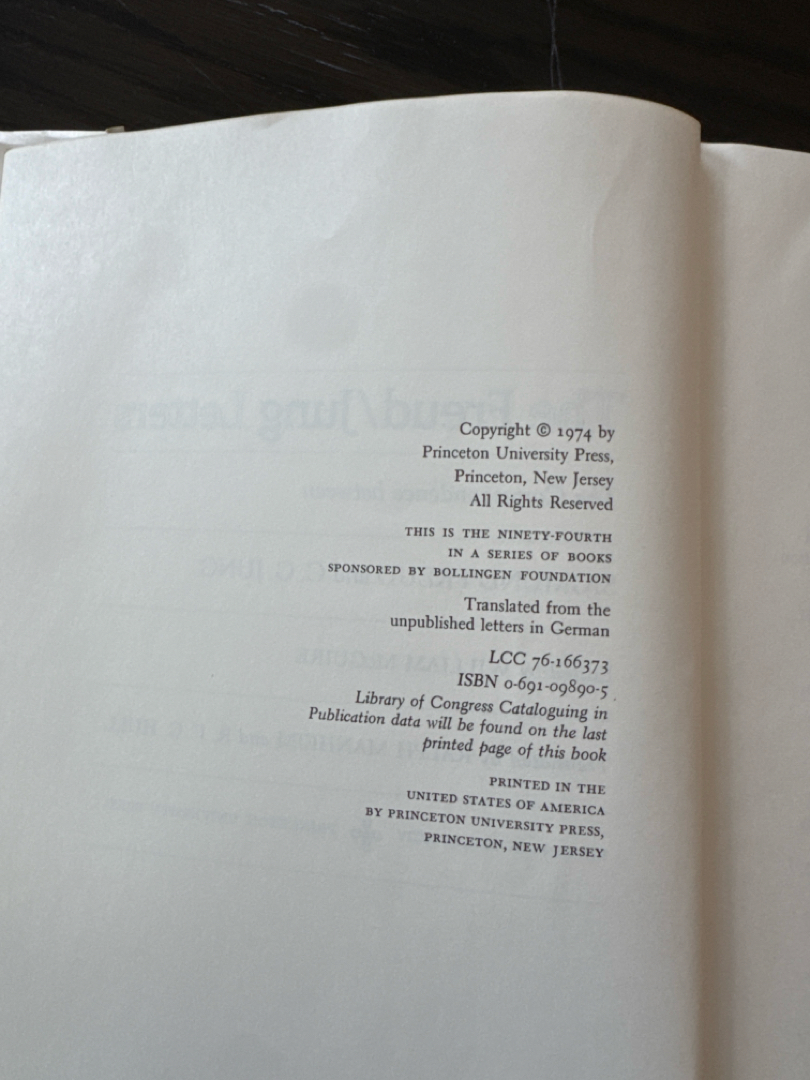 Copyright © 1974 by
Princeton University Press,
Princeton, New Jersey
All Rights Reserved
THIS IS THE NINETY-FOURTH
IN A SERIES OF BOOKS
SPONSORED BY BOLLINGEN FOUNDATION
Translated from the
unpublished letters in German
LCC 76-166373
ISBN 0-691-09890-5
Library of Congress Cataloguing in
Publication data will be found on the last
printed page of this book
PRINTED IN THE
UNITED STATES OF AMERICA
BY PRINCETON UNIVERSITY PRESS,
PRINCETON, NEW JERSEY